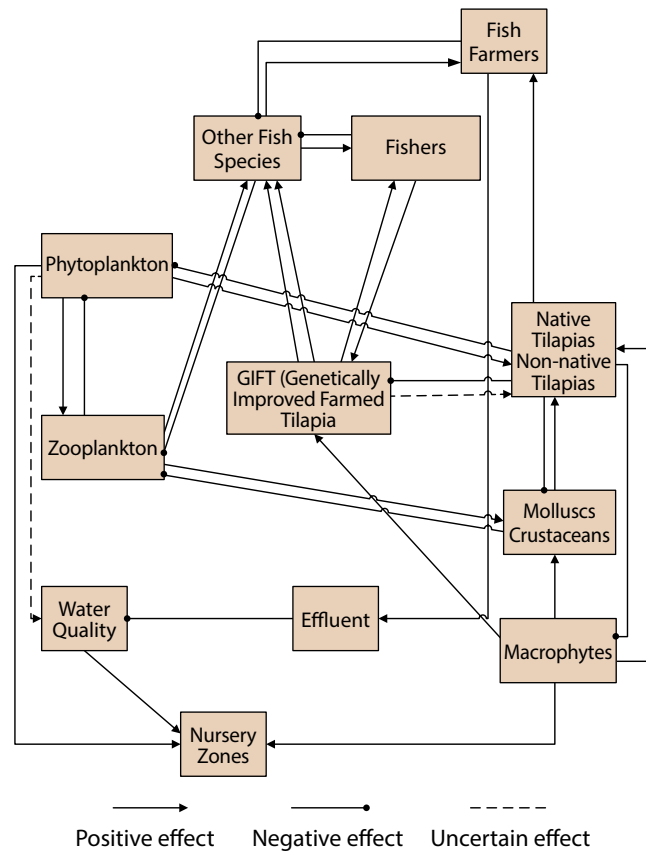 Fish
Farmers
Other Fish
Species
Fishers
Phytoplankton
Native
Tilapias
Non-native
Tilapias
GIFT (Genetically
Improved Farmed
Tilapia
Zooplankton
Molluscs
Crustaceans
Water
Quality
Effluent
Macrophytes
Nursery
Zones
Positive effect
Negative effect
Uncertain effect